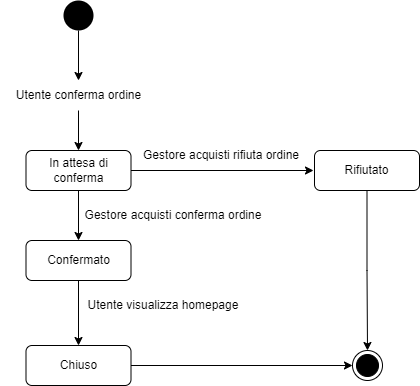 Utente conferma ordine
Gestore acquisti rifiuta ordine
In attesa di
conferma
Rifiutato
Gestore acquisti conferma ordine
Confermato
Utente visualizza homepage
Chiuso